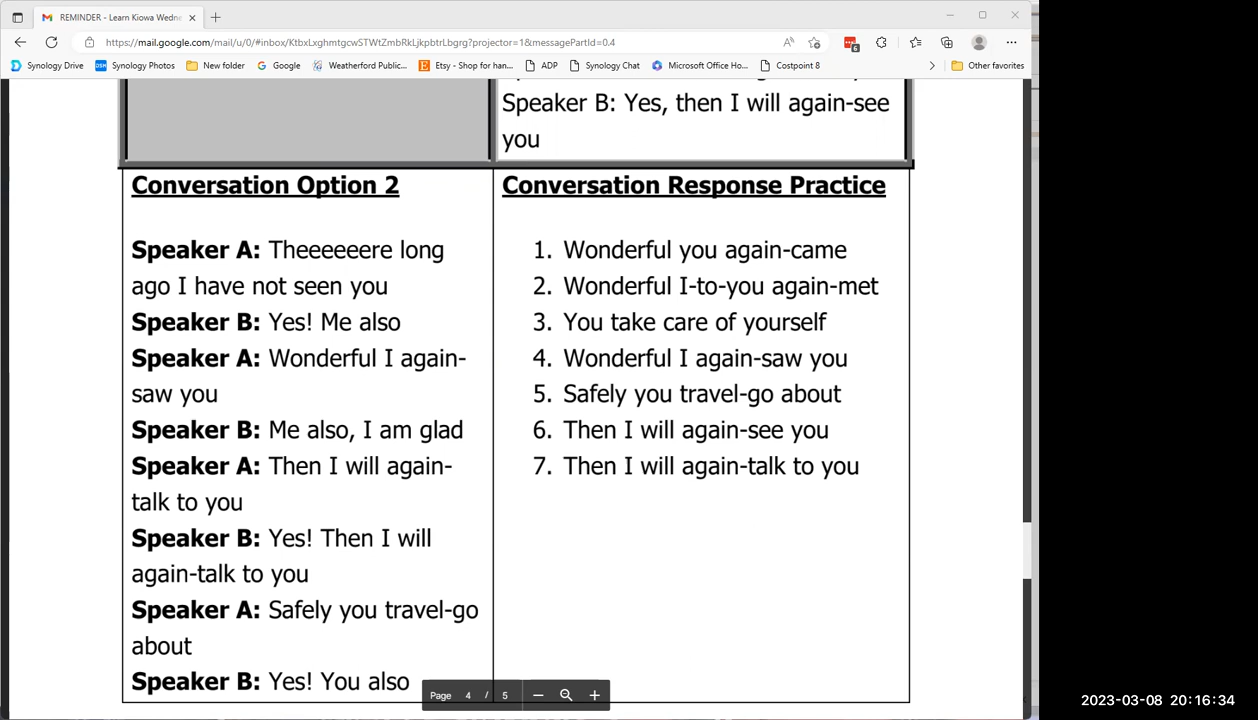 REMINDER - Learn Kiowa Wedn
https://mail.google.com/mail/u/0/#inbox/KtbxLxghmtgcwSTWtZmbRkLjkpbtrLbgrg?projector=1&messagePartId=0.4
6
Synology Drive DSM Synology Photos New folder Google Weatherford Public... Etsy - Shop for han... ADP Synology Chat Microsoft Office Ho... Costpoint 8 Other favorites
Speaker B: Yes, then I will again-see
you
Conversation Option 2
Speaker A: Theeeeeere long
ago I have not seen you
Speaker B: Yes! Me also
Speaker A: Wonderful I again-
saw you
Speaker B: Me also, I am glad
Speaker A: Then I will again-
talk to you
Speaker B: Yes! Then I will
again-talk to you
Speaker A: Safely you travel-go
about
Speaker B: Yes! You also
Conversation Response Practice
1. Wonderful you again-came
2. Wonderful I-to-you again-met
3. You take care of yourself
4. Wonderful I again-saw you
5. Safely you travel-go about
6. Then I will again-see you
7. Then I will again-talk to you
Page 4 / 5
2023-03-08 20:16:34